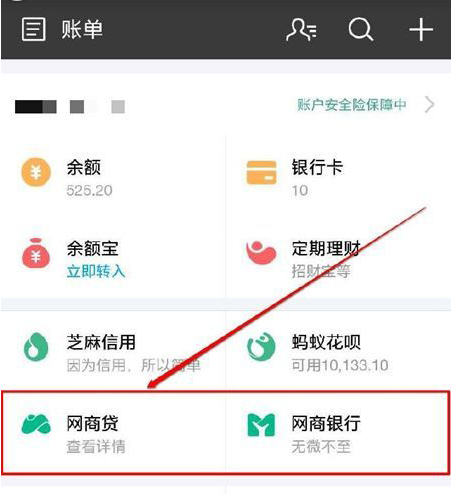 账单
账户安全险保障中
余额
525.20
银行卡
10
余额宝
立即转入
定期理财
招财宝等
芝麻信用
因为信用，所以简单
蚂蚁花呗
可用10,133.10
网商贷
查看详情
网商银行
无微不至